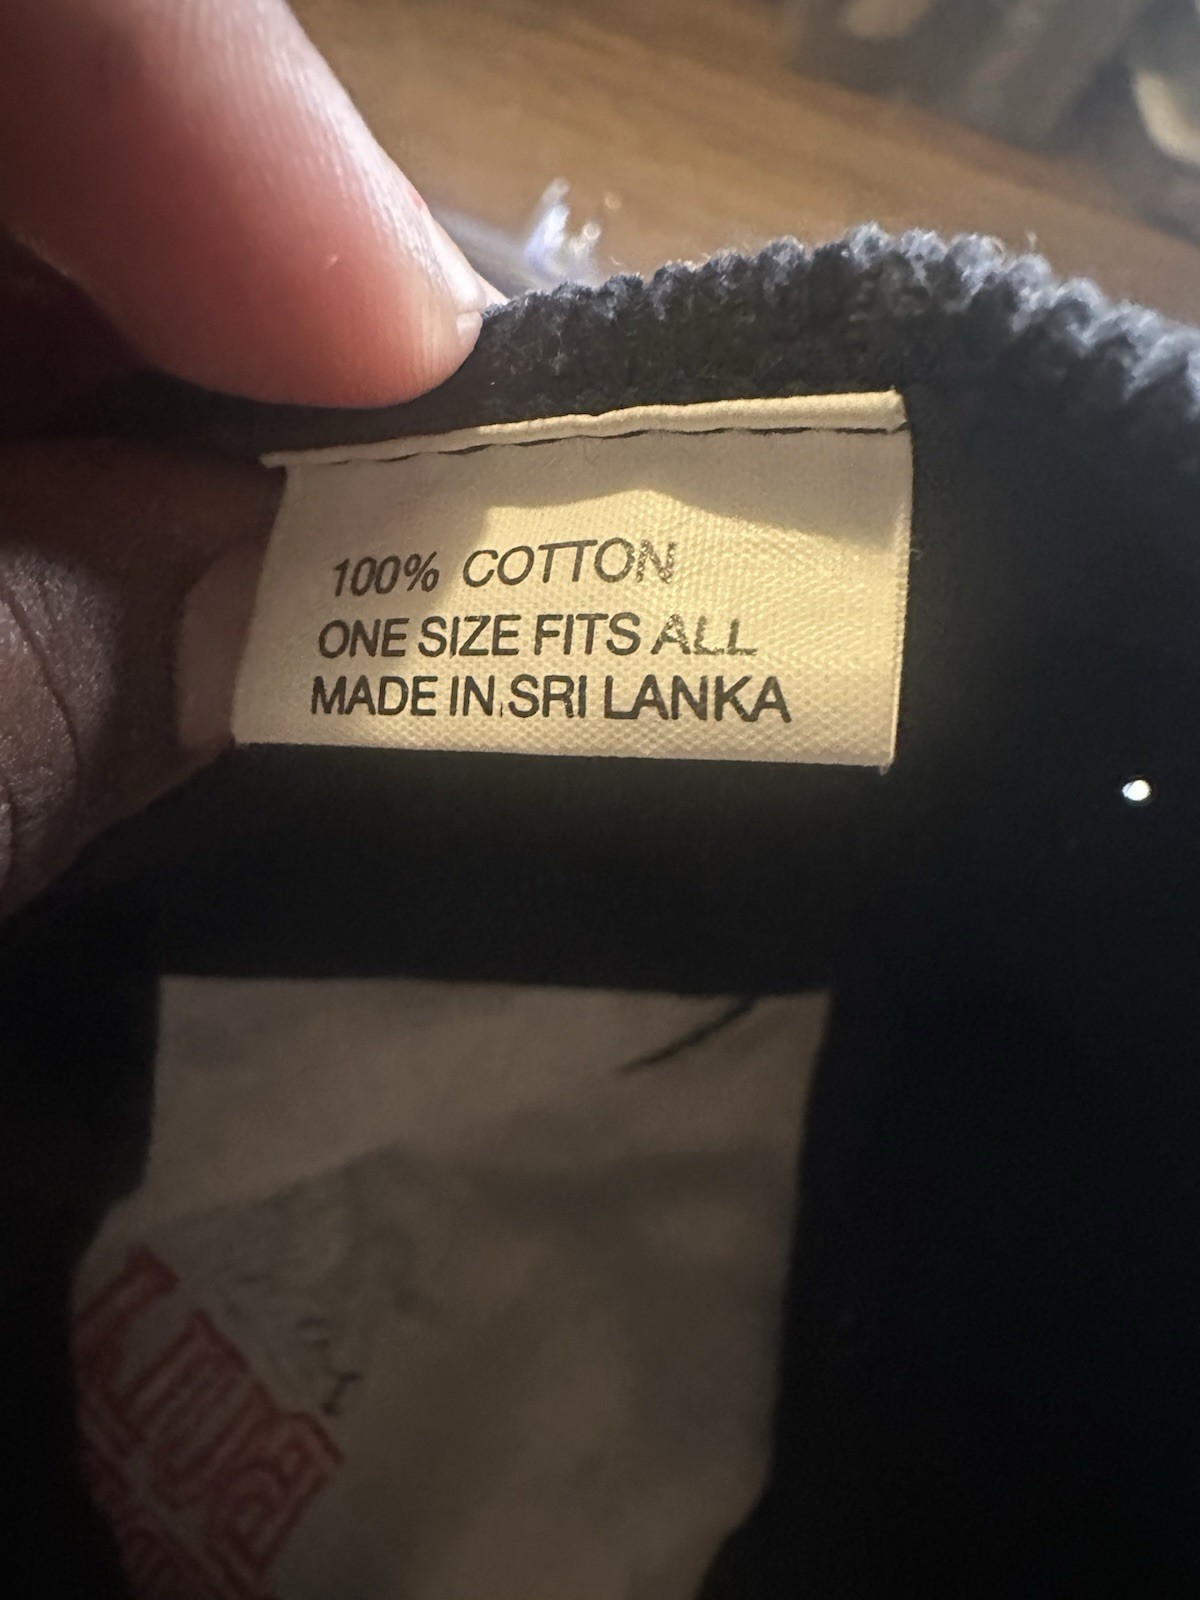 100% COTTON
ONE SIZE FITS ALL
MADE IN SRI LANKA